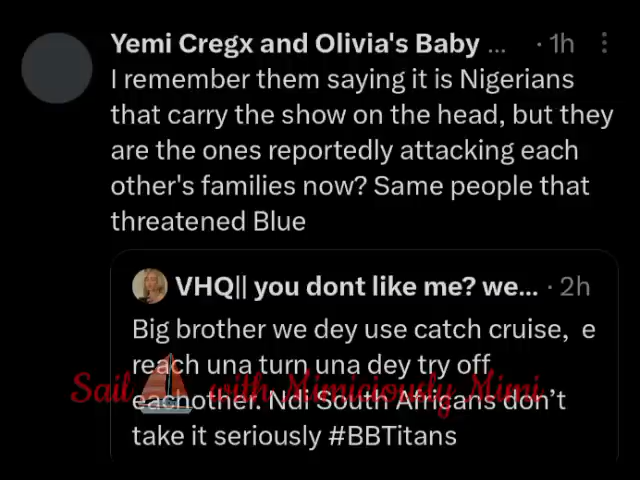 Yemi Cregx and Olivia's Baby ... · 1h
I remember them saying it is Nigerians
that carry the show on the head, but they
are the ones reportedly attacking each
other's families now? Same people that
threatened Blue
VHQ|| you dont like me? we... · 2h
Big brother we dey use catch cruise, e
reach una turn una dey try off
eachother. Ndi South Africans don’t
take it seriously #BBTitans
Sail with Mimiciously Mimi